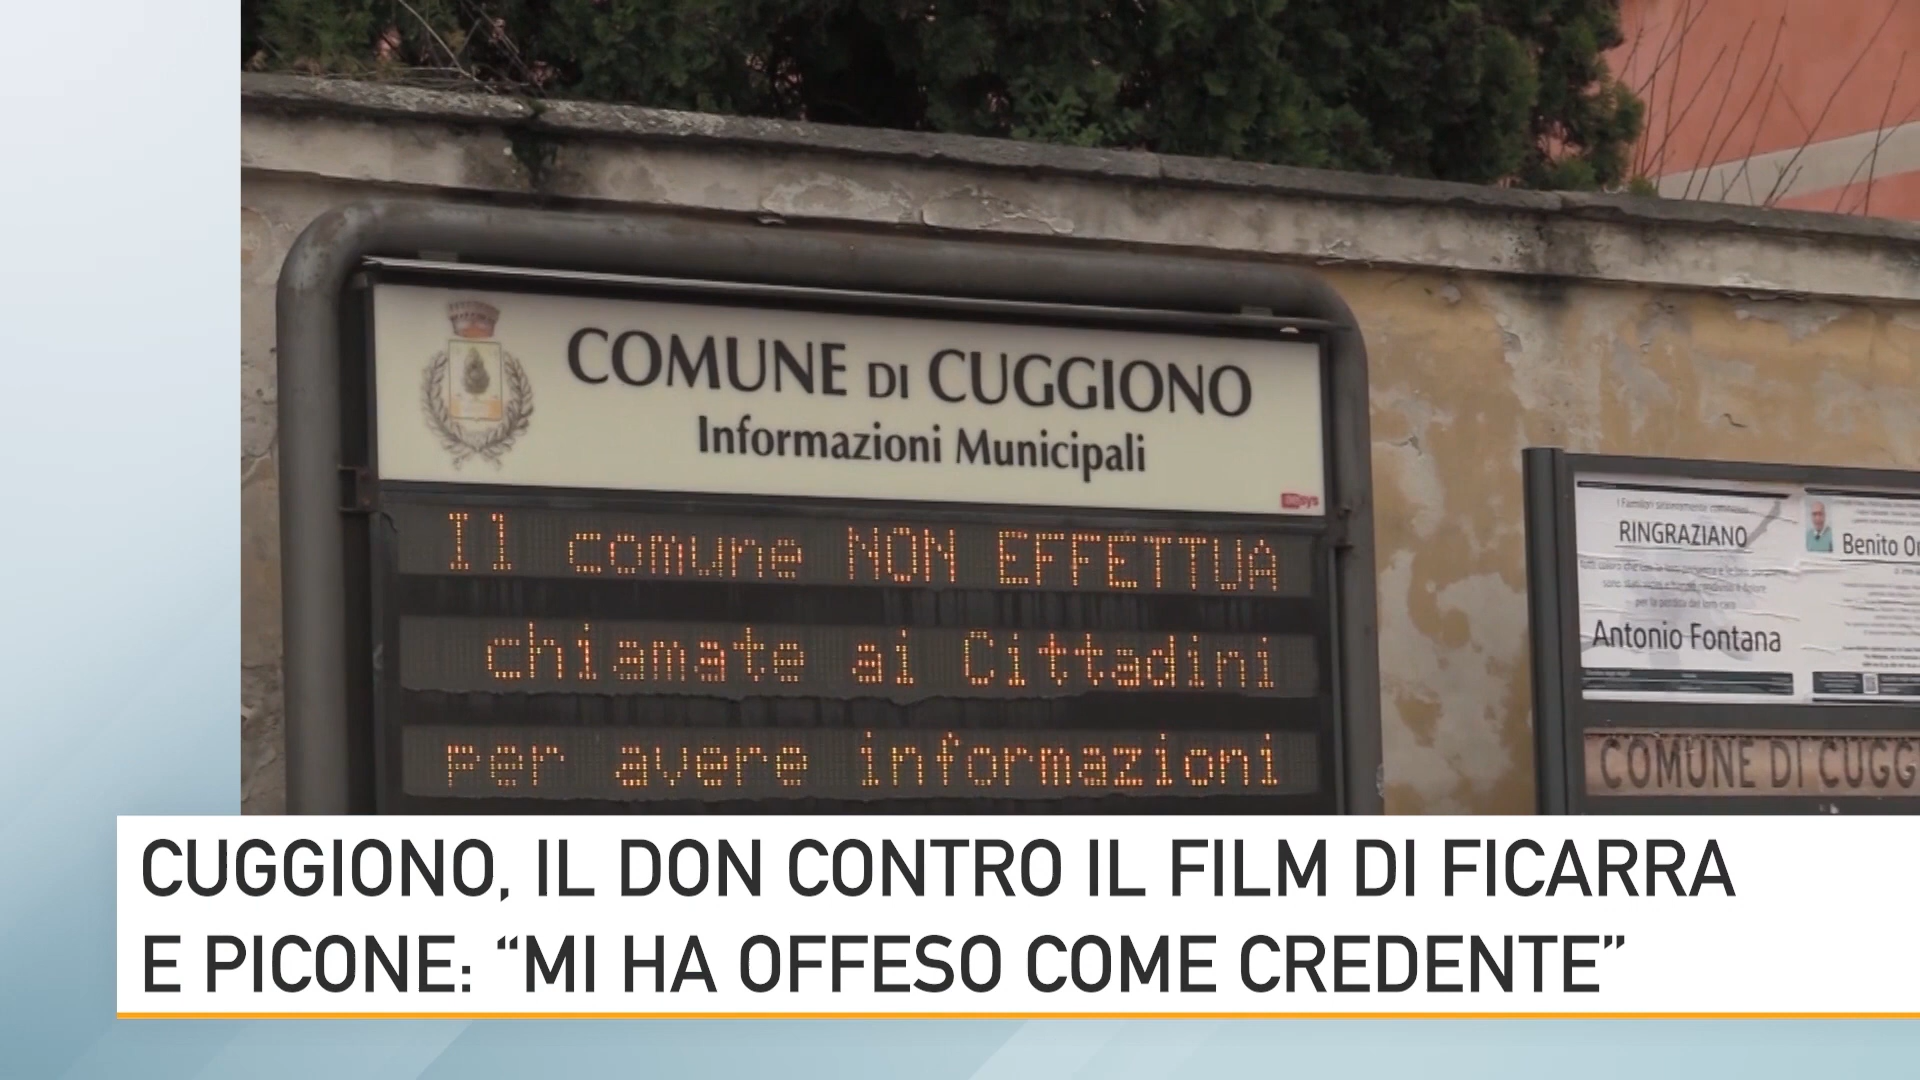 COMUNE DI CUGGIONO
Informazioni Municipali
Il comune NON EFFETTUA
chiamate ai Cittadini
per avere informazioni
RINGRAZIANO
Antonio Fontana
Benito
COMUNE DI CUGG
CUGGIONO, IL DON CONTRO IL FILM DI FICARRA
E PICONE: “MI HA OFFESO COME CREDENTE”